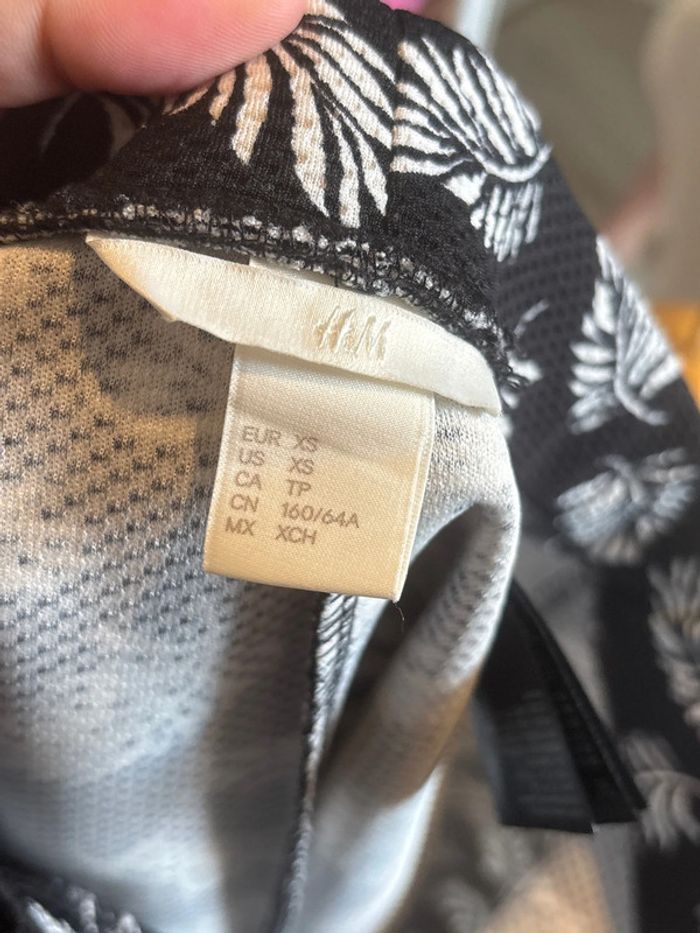 H&M
EUR XS
US XS
CA TP
CN 160/64A
MX XCH